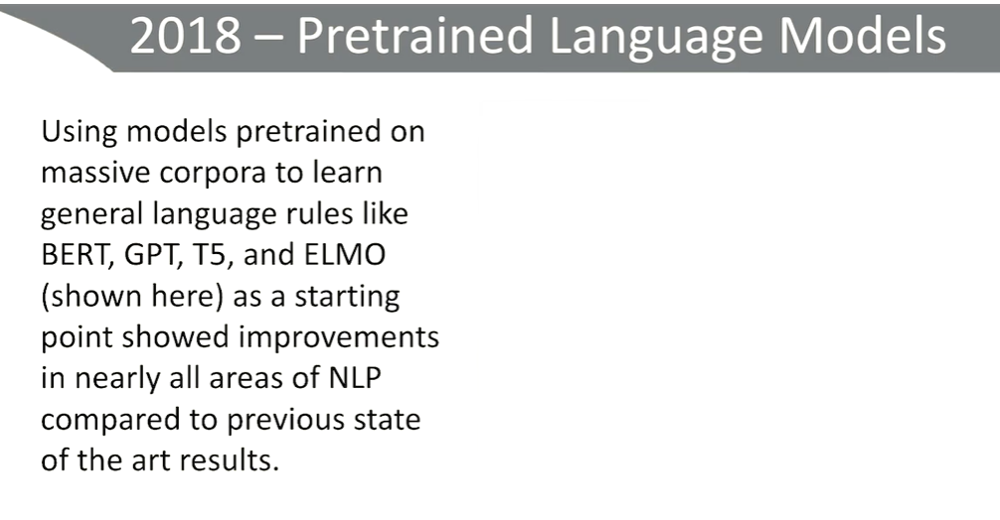 2018 – Pretrained Language Models
Using models pretrained on
massive corpora to learn
general language rules like
BERT, GPT, T5, and ELMO
(shown here) as a starting
point showed improvements
in nearly all areas of NLP
compared to previous state
of the art results.